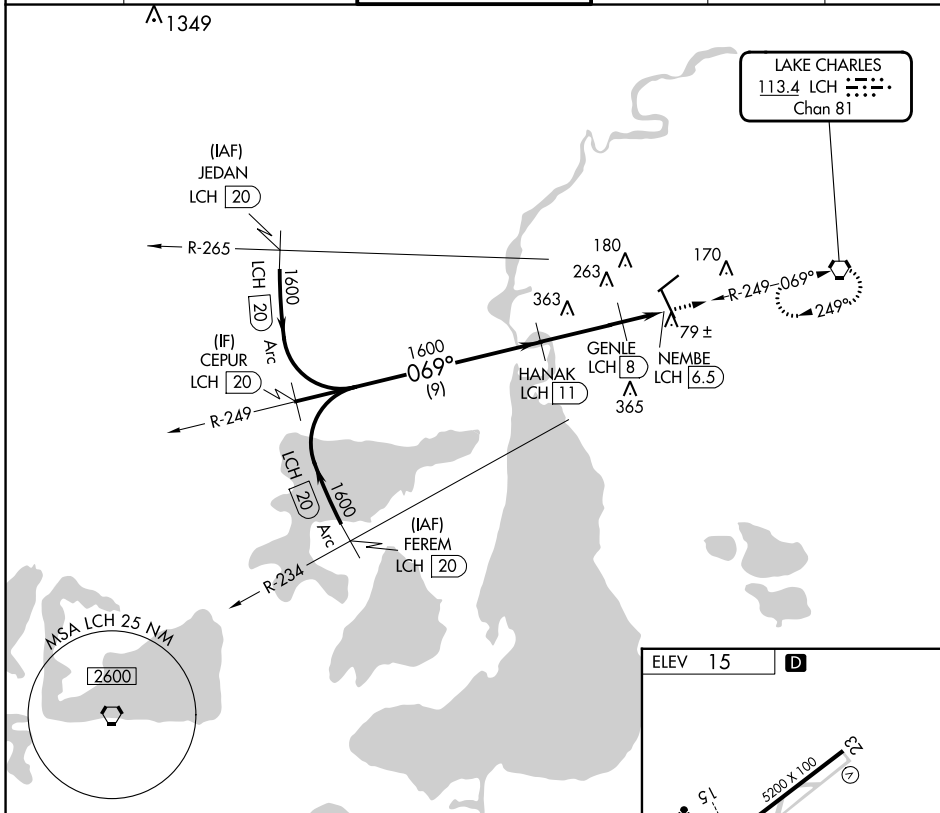 1349
LAKE CHARLES
113.4 LCH
Chan 81
(IAF)
JEDAN
LCH 20
R-265
1600
LCH 20 Arc
180
263
363
170
R-249
069°
249°
79 ±
(IF)
CEPUR
LCH 20
1600
069°
(9)
GENLE
LCH 8
NEMBE
LCH 6.5
HANAK
LCH 11
365
R-249
LCH 20 Arc
1600
(IAF)
FEREM
LCH 20
R-234
MSA LCH 25 NM
2600
ELEV 15 D
23
5200 X 100
V
15